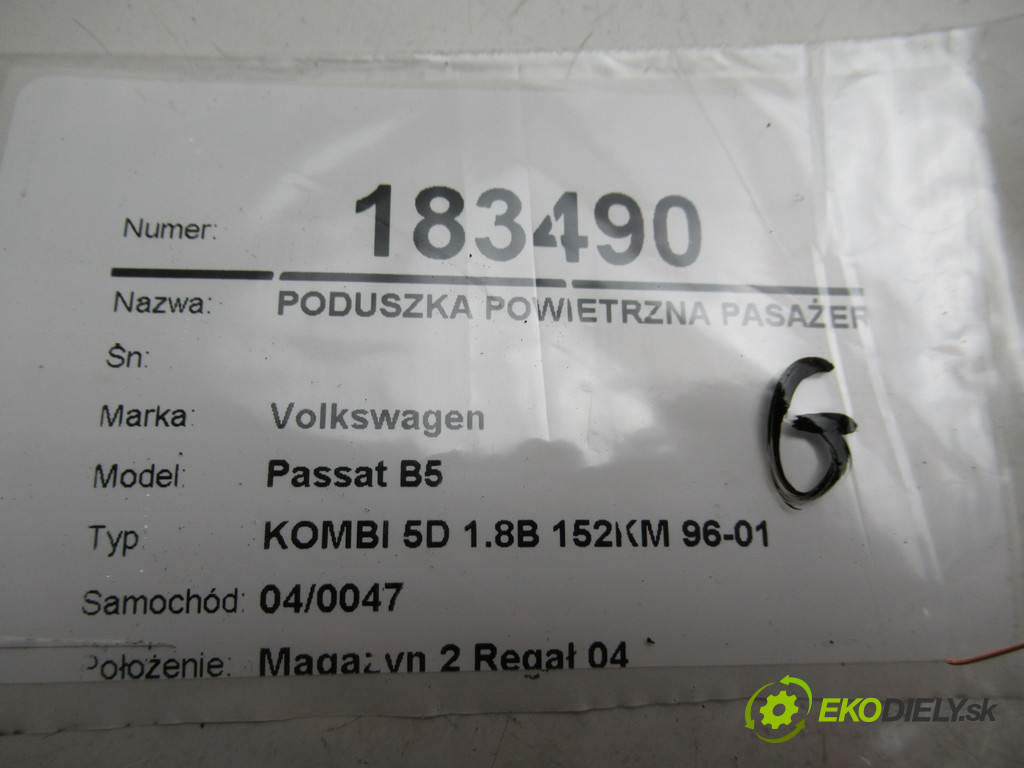 Numer: 183490
Nazwa: PODUSZKA POWIETRZNA PASAŻER
Sn:
Marka: Volkswagen
Model: Passat B5
Typ: KOMBI 5D 1.8B 152KM 96-01
G
Samochód: 04/0047
Położenie: Magazyn 2 Regał 04
EKODIELY.sk